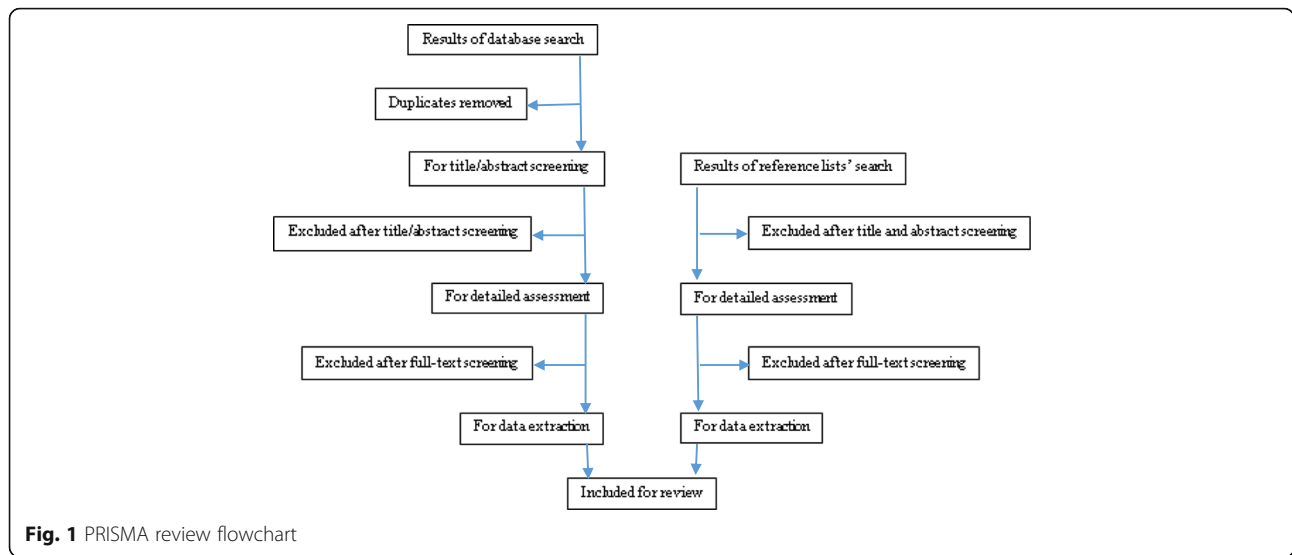 Results of database search
Duplicates removed
For title/abstract screening
Results of reference lists' search
Excluded after title/abstract screening
Excluded after title and abstract screening
For detailed assessment
For detailed assessment
Excluded after full-text screening
Excluded after full-text screening
For data extraction
For data extraction
Included for review
Fig. 1 PRISMA review flowchart